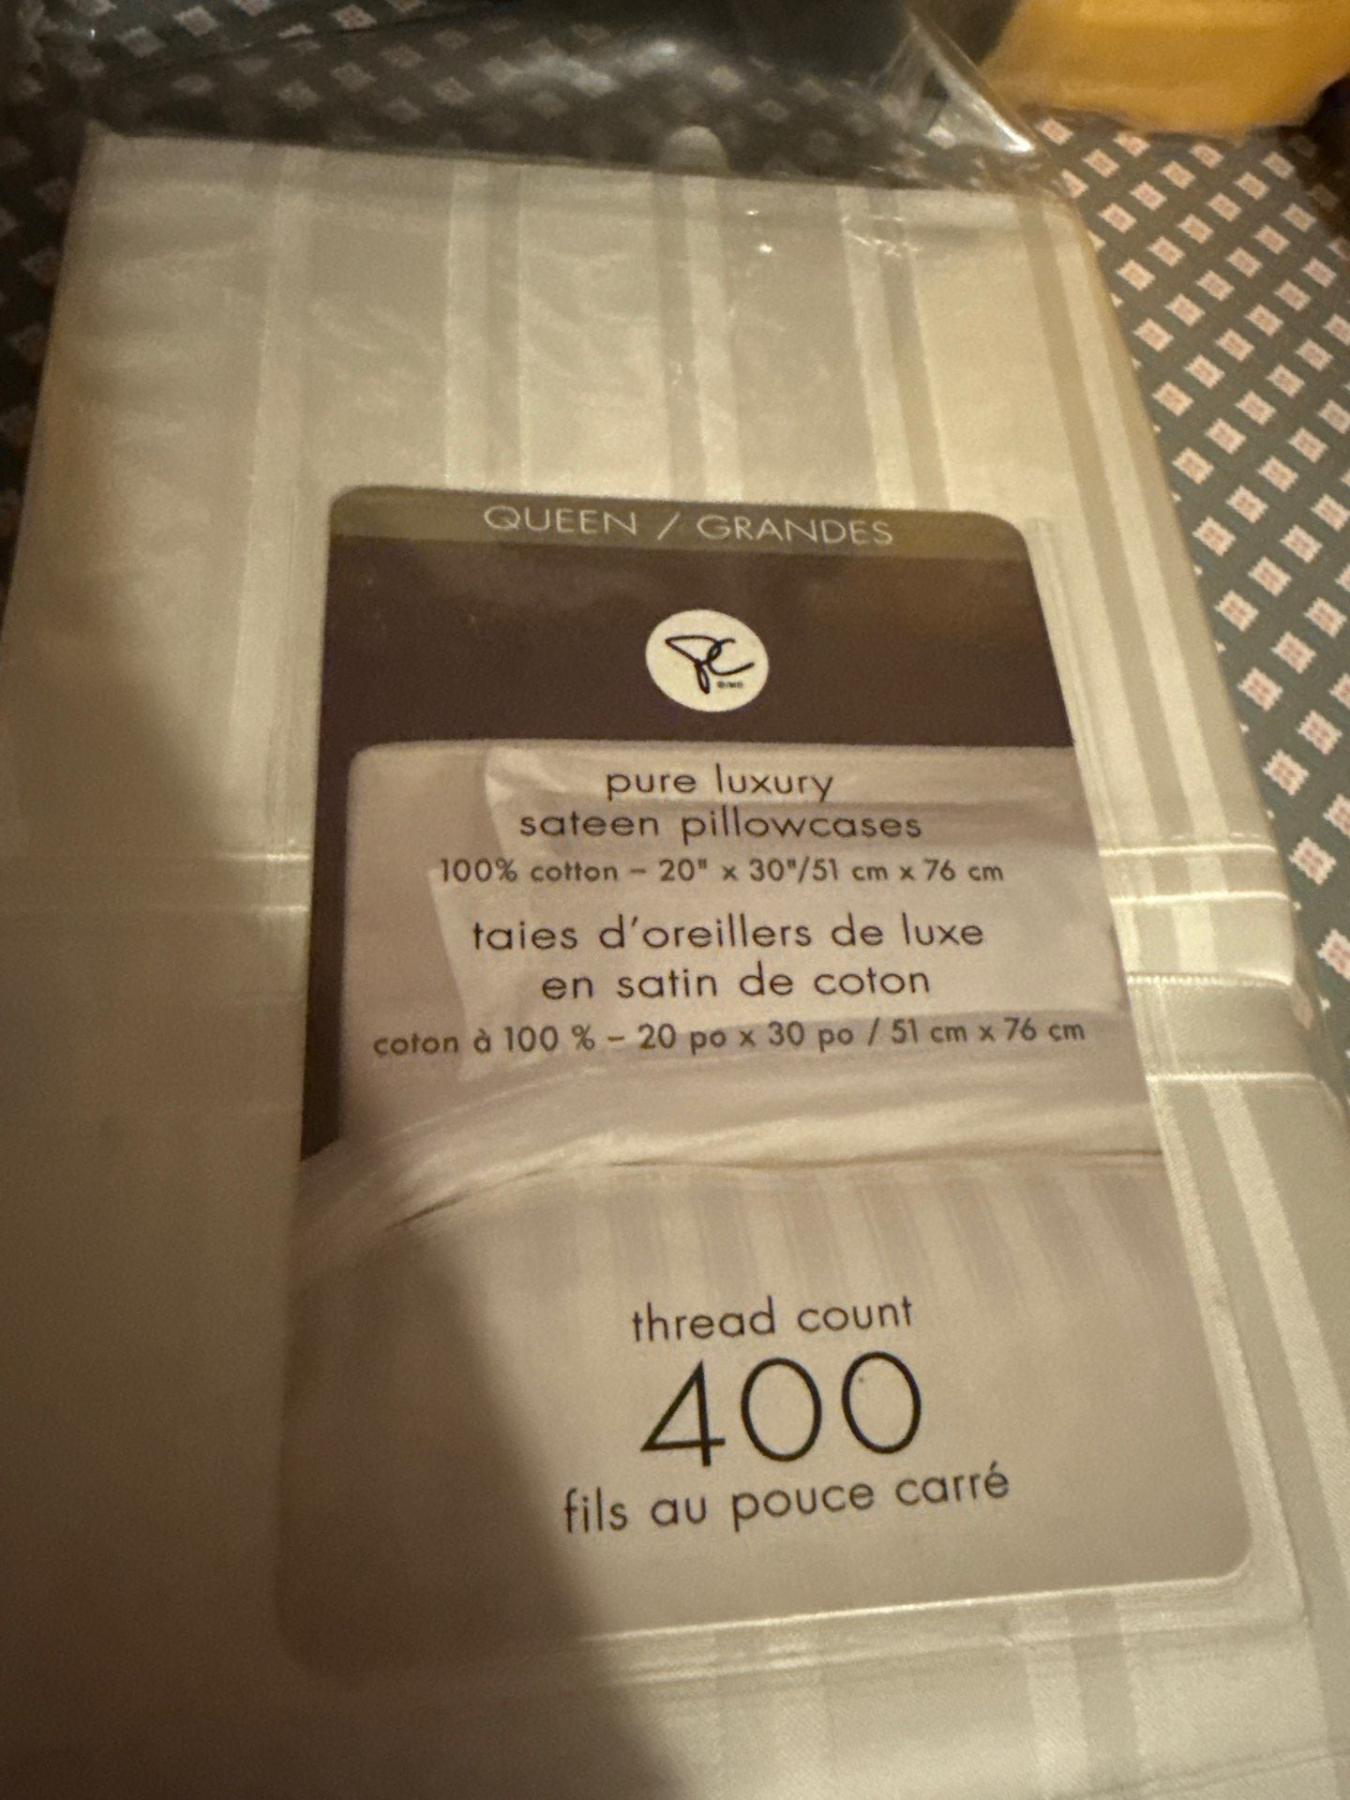 QUEEN / GRANDES
PC
pure luxury
sateen pillowcases
100% cotton – 20" x 30"/51 cm x 76 cm
taies d'oreillers de luxe
en satin de coton
coton à 100 % – 20 po x 30 po / 51 cm x 76 cm
thread count
400
fils au pouce carré